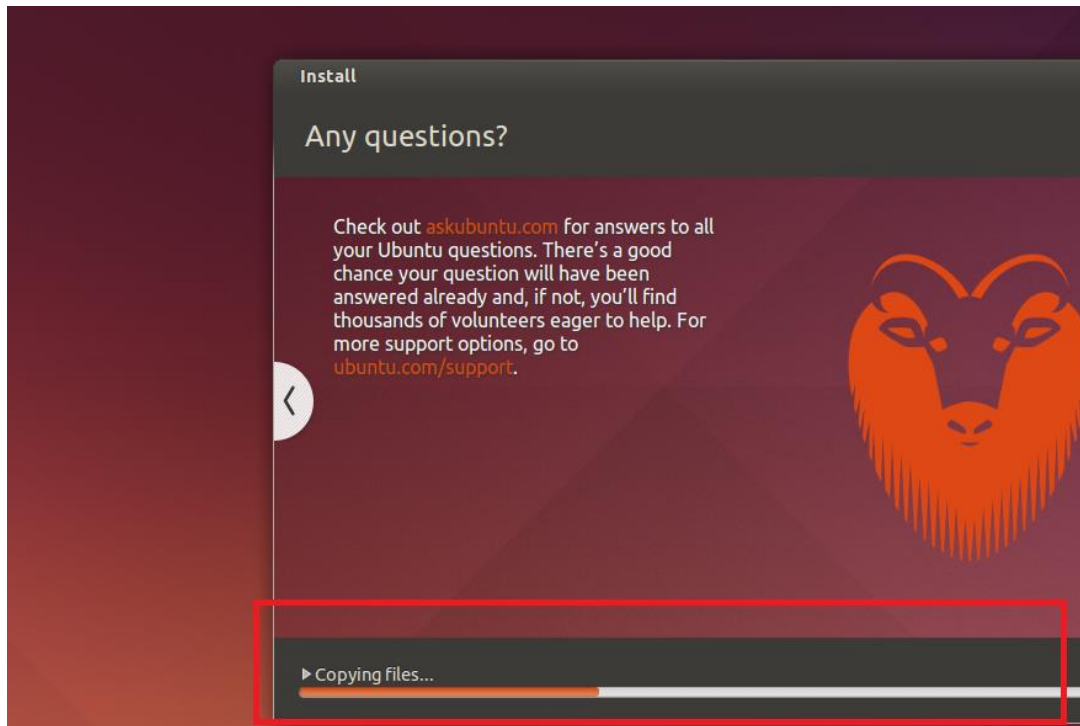 Install
Any questions?
Check out askubuntu.com for answers to all
your Ubuntu questions. There’s a good
chance your question will have been
answered already and, if not, you’ll find
thousands of volunteers eager to help. For
more support options, go to
ubuntu.com/support.
Copying files...